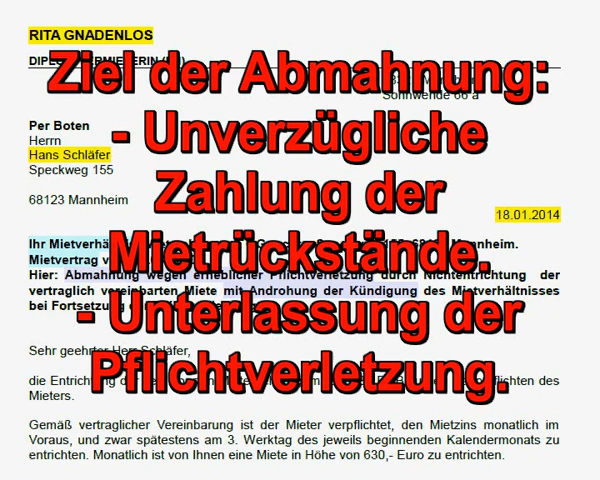 RITA GNADENLOS
Ziel der Abmahnung:
- Unverzügliche
Zahlung der
Mietrückstände.
- Unterlassung der
Pflichtverletzung.
Sonnwende 66 a
Per Boten
Herrn
Hans Schläfer
Speckweg 155
68123 Mannheim
18.01.2014
Ihr Mannheim.
Mietvertrag
Hier: Abmahnung wegen erheblicher Pflichtverletzung durch Nichtentrichtung der
vertraglich vereinbarten Miete mit Androhung der Kündigung des Mietverhältnisses
bei Fortsetzung
Sehr geehrter Herr Schläfer,
die Entrichtung der des
Mieters.
Gemäß vertraglicher Vereinbarung ist der Mieter verpflichtet, den Mietzins monatlich im
Voraus, und zwar spätestens am 3. Werktag des jeweils beginnenden Kalendermonats zu
entrichten. Monatlich ist von Ihnen eine Miete in Höhe von 630,- Euro zu entrichten.